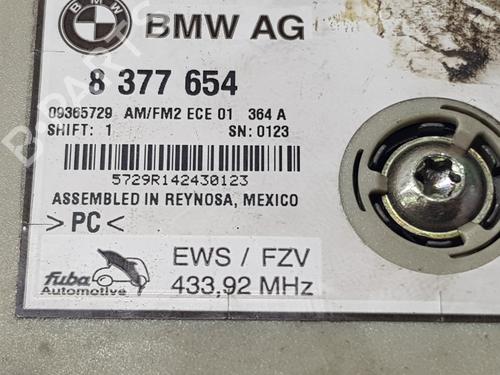 BMW AG
8 377 654
09365729 AM/FM2 ECE 01 364 A
SHIFT: 1 SN: 0123
5729R142430123
ASSEMBLED IN REYNOSA, MEXICO
>PC<
EWS / FZV
fuba
Automotive
433,92 MHz